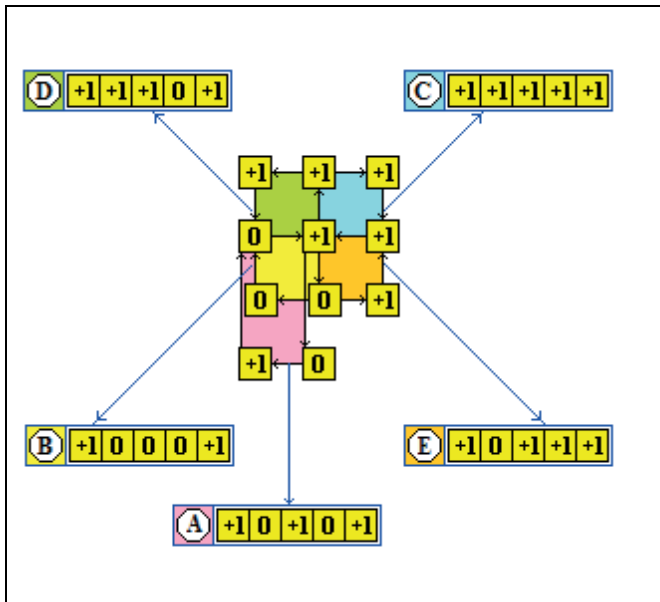 D +1 +1 +1 0 +1
C +1 +1 +1 +1 +1
+1 +1 +1
0 +1 +1
0 0 +1
+1 0
B +1 0 0 0 +1
E +1 0 +1 +1 +1
A +1 0 +1 0 +1